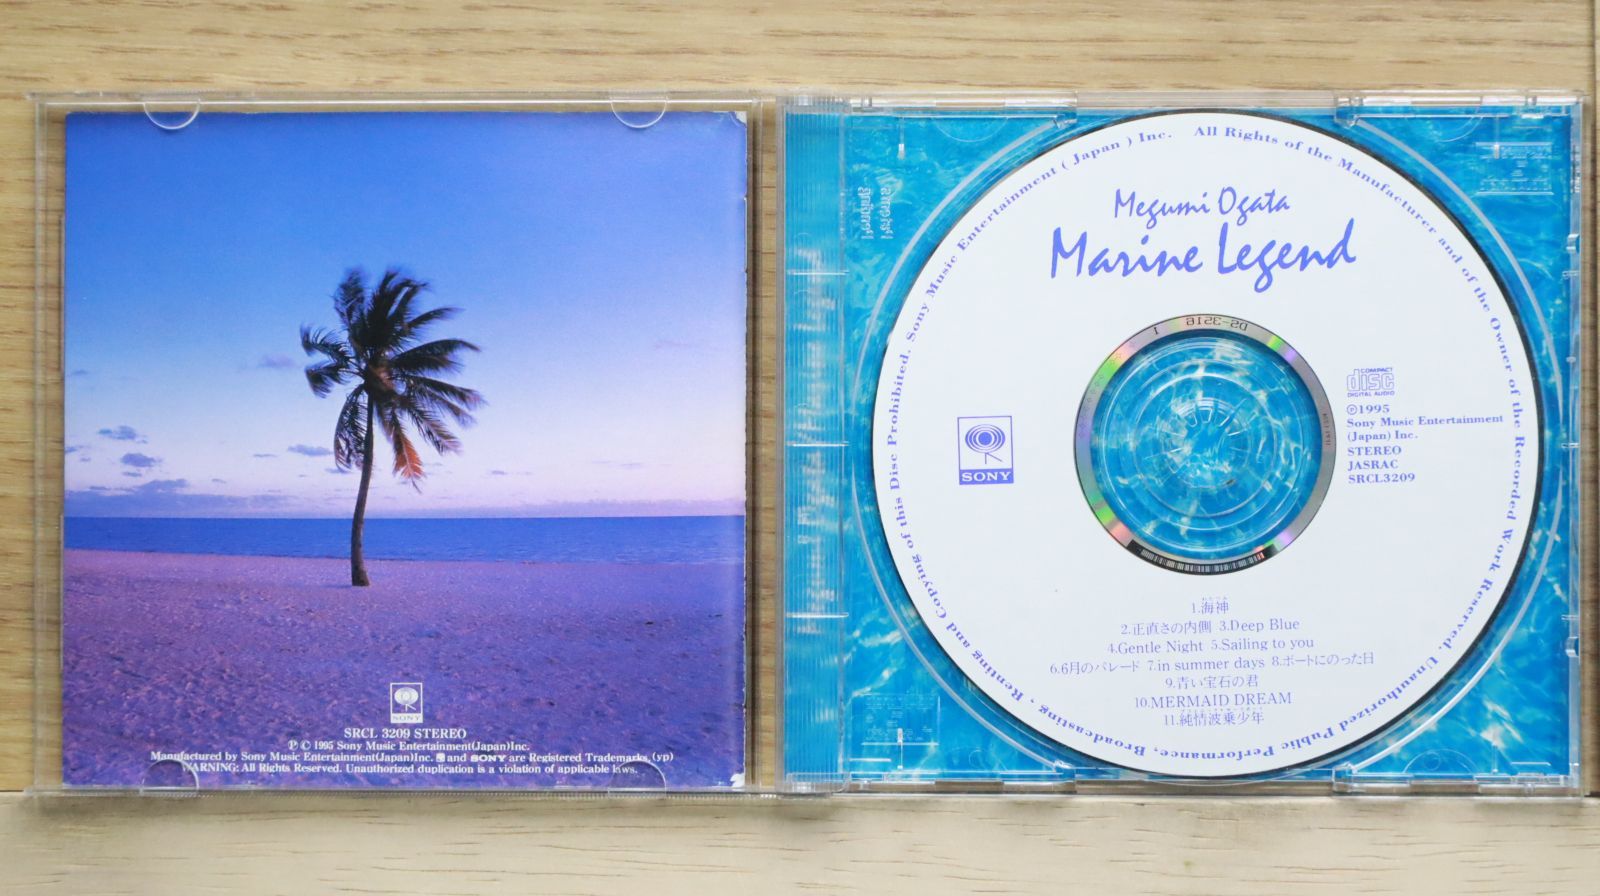 SONY
SRCL 3209 STEREO
Ⓟ © 1995 Sony Music Entertainment(Japan)Inc.
Manufactured by Sony Music Entertainment(Japan)Inc. and SONY are Registered Trademarks. (yp)
WARNING: All Rights Reserved. Unauthorized duplication is a violation of applicable laws.
All Rights of the Manufacturer and of the Owner of the Recorded Work Reserved. Unauthorized Public Performance, Broadcasting, Renting and Copying of this Disc Prohibited. Sony Music Entertainment ( Japan ) Inc.
Megumi Ogata
Marine Legend
DS-3516 1
COMPACT
disc
DIGITAL AUDIO
Ⓟ1995
Sony Music Entertainment
(Japan) Inc.
STEREO
JASRAC
SRCL3209
SONY
わだつみ
1.海神
2.正直さの内側 3.Deep Blue
4.Gentle Night 5.Sailing to you
6.6月のパレード 7.in summer days 8.ボートにのった日
9.青い宝石の君
10.MERMAID DREAM
11.純情波乗少年